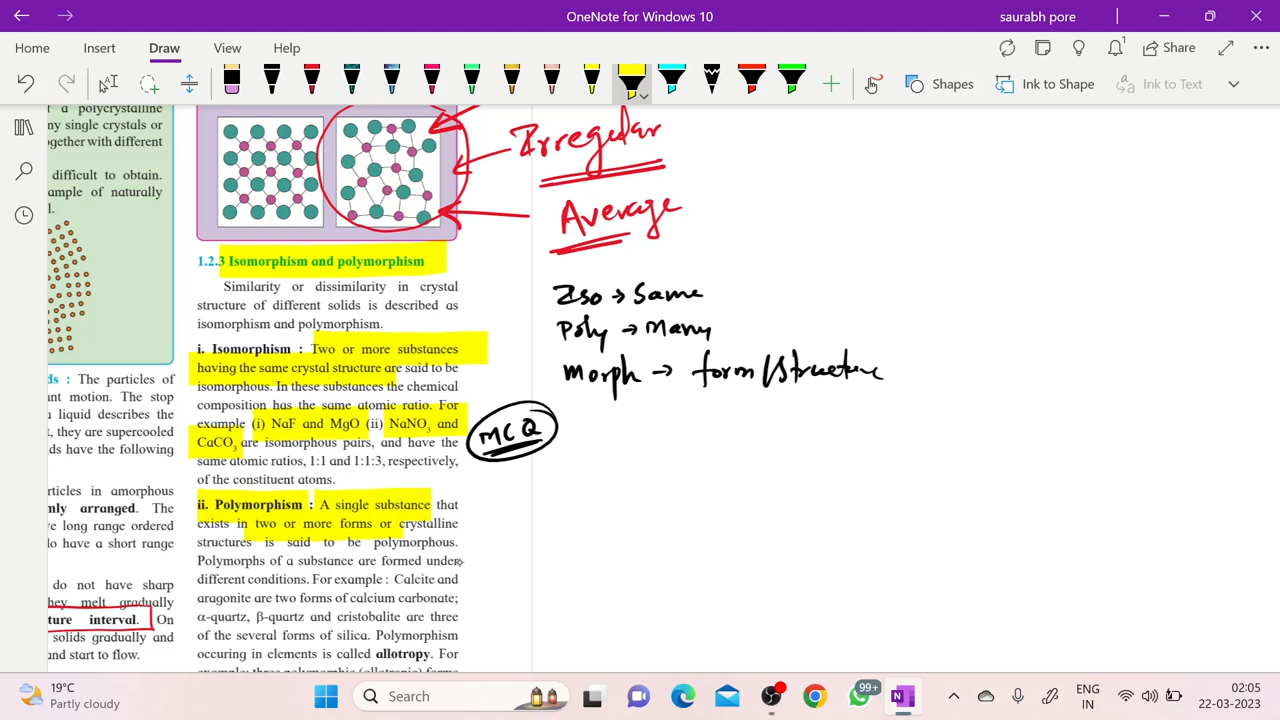 OneNote for Windows 10
saurabh pore
Home
Insert
Draw
View
Help
Share
Shapes
Ink to Shape
Ink to Text
t a polycrystalline
ny single crystals or
ogether with different
difficult to obtain.
ample of naturally
l.
ds : The particles of
ant motion. The stop
a liquid describes the
t, they are supercooled
ds have the following
articles in amorphous
mly arranged. The
ve long range ordered
do have a short range
do not have sharp
hey melt gradually
ture interval. On
solids gradually and
and start to flow.
1.2.3 Isomorphism and polymorphism
Similarity or dissimilarity in crystal
structure of different solids is described as
isomorphism and polymorphism.
i. Isomorphism : Two or more substances
having the same crystal structure are said to be
isomorphous. In these substances the chemical
composition has the same atomic ratio. For
example (i) NaF and MgO (ii) NaNO3 and
CaCO3 are isomorphous pairs, and have the
same atomic ratios, 1:1 and 1:1:3, respectively,
of the constituent atoms.
ii. Polymorphism : A single substance that
exists in two or more forms or crystalline
structures is said to be polymorphous.
Polymorphs of a substance are formed under
different conditions. For example : Calcite and
aragonite are two forms of calcium carbonate;
α-quartz, β-quartz and cristobalite are three
of the several forms of silica. Polymorphism
occuring in elements is called allotropy. For
example: three polymorphic (allotropic) forms
Irregular
Average
Iso → Same
Poly → Many
Morph → form/structure
MCQ
19°C
Partly cloudy
Search
99+
ENG
IN
02:05
22-03-2023